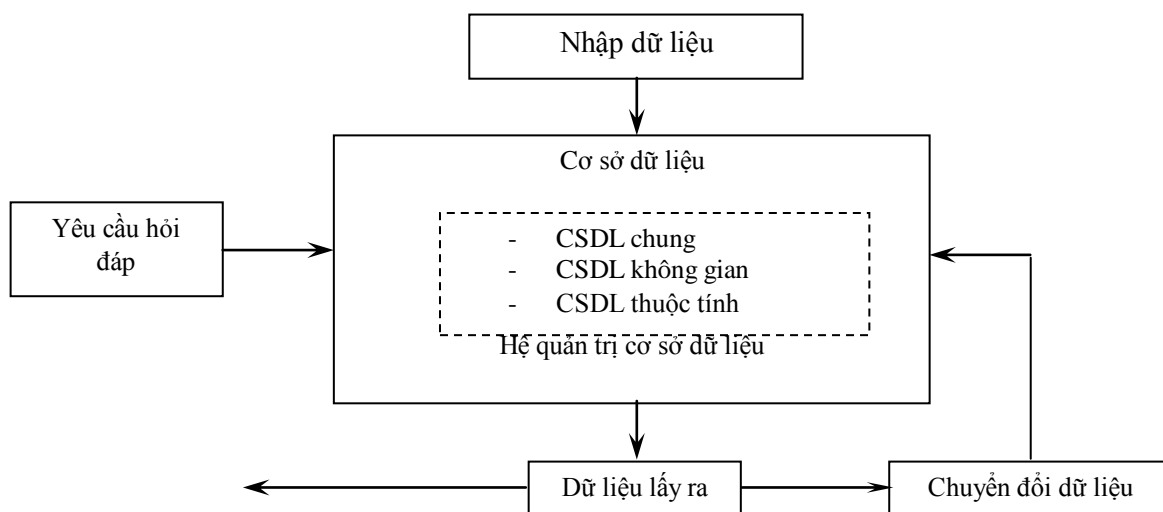 Nhập dữ liệu
Cơ sở dữ liệu
Yêu cầu hỏi
đáp
- CSDL chung
- CSDL không gian
- CSDL thuộc tính
Hệ quản trị cơ sở dữ liệu
Dữ liệu lấy ra
Chuyển đổi dữ liệu